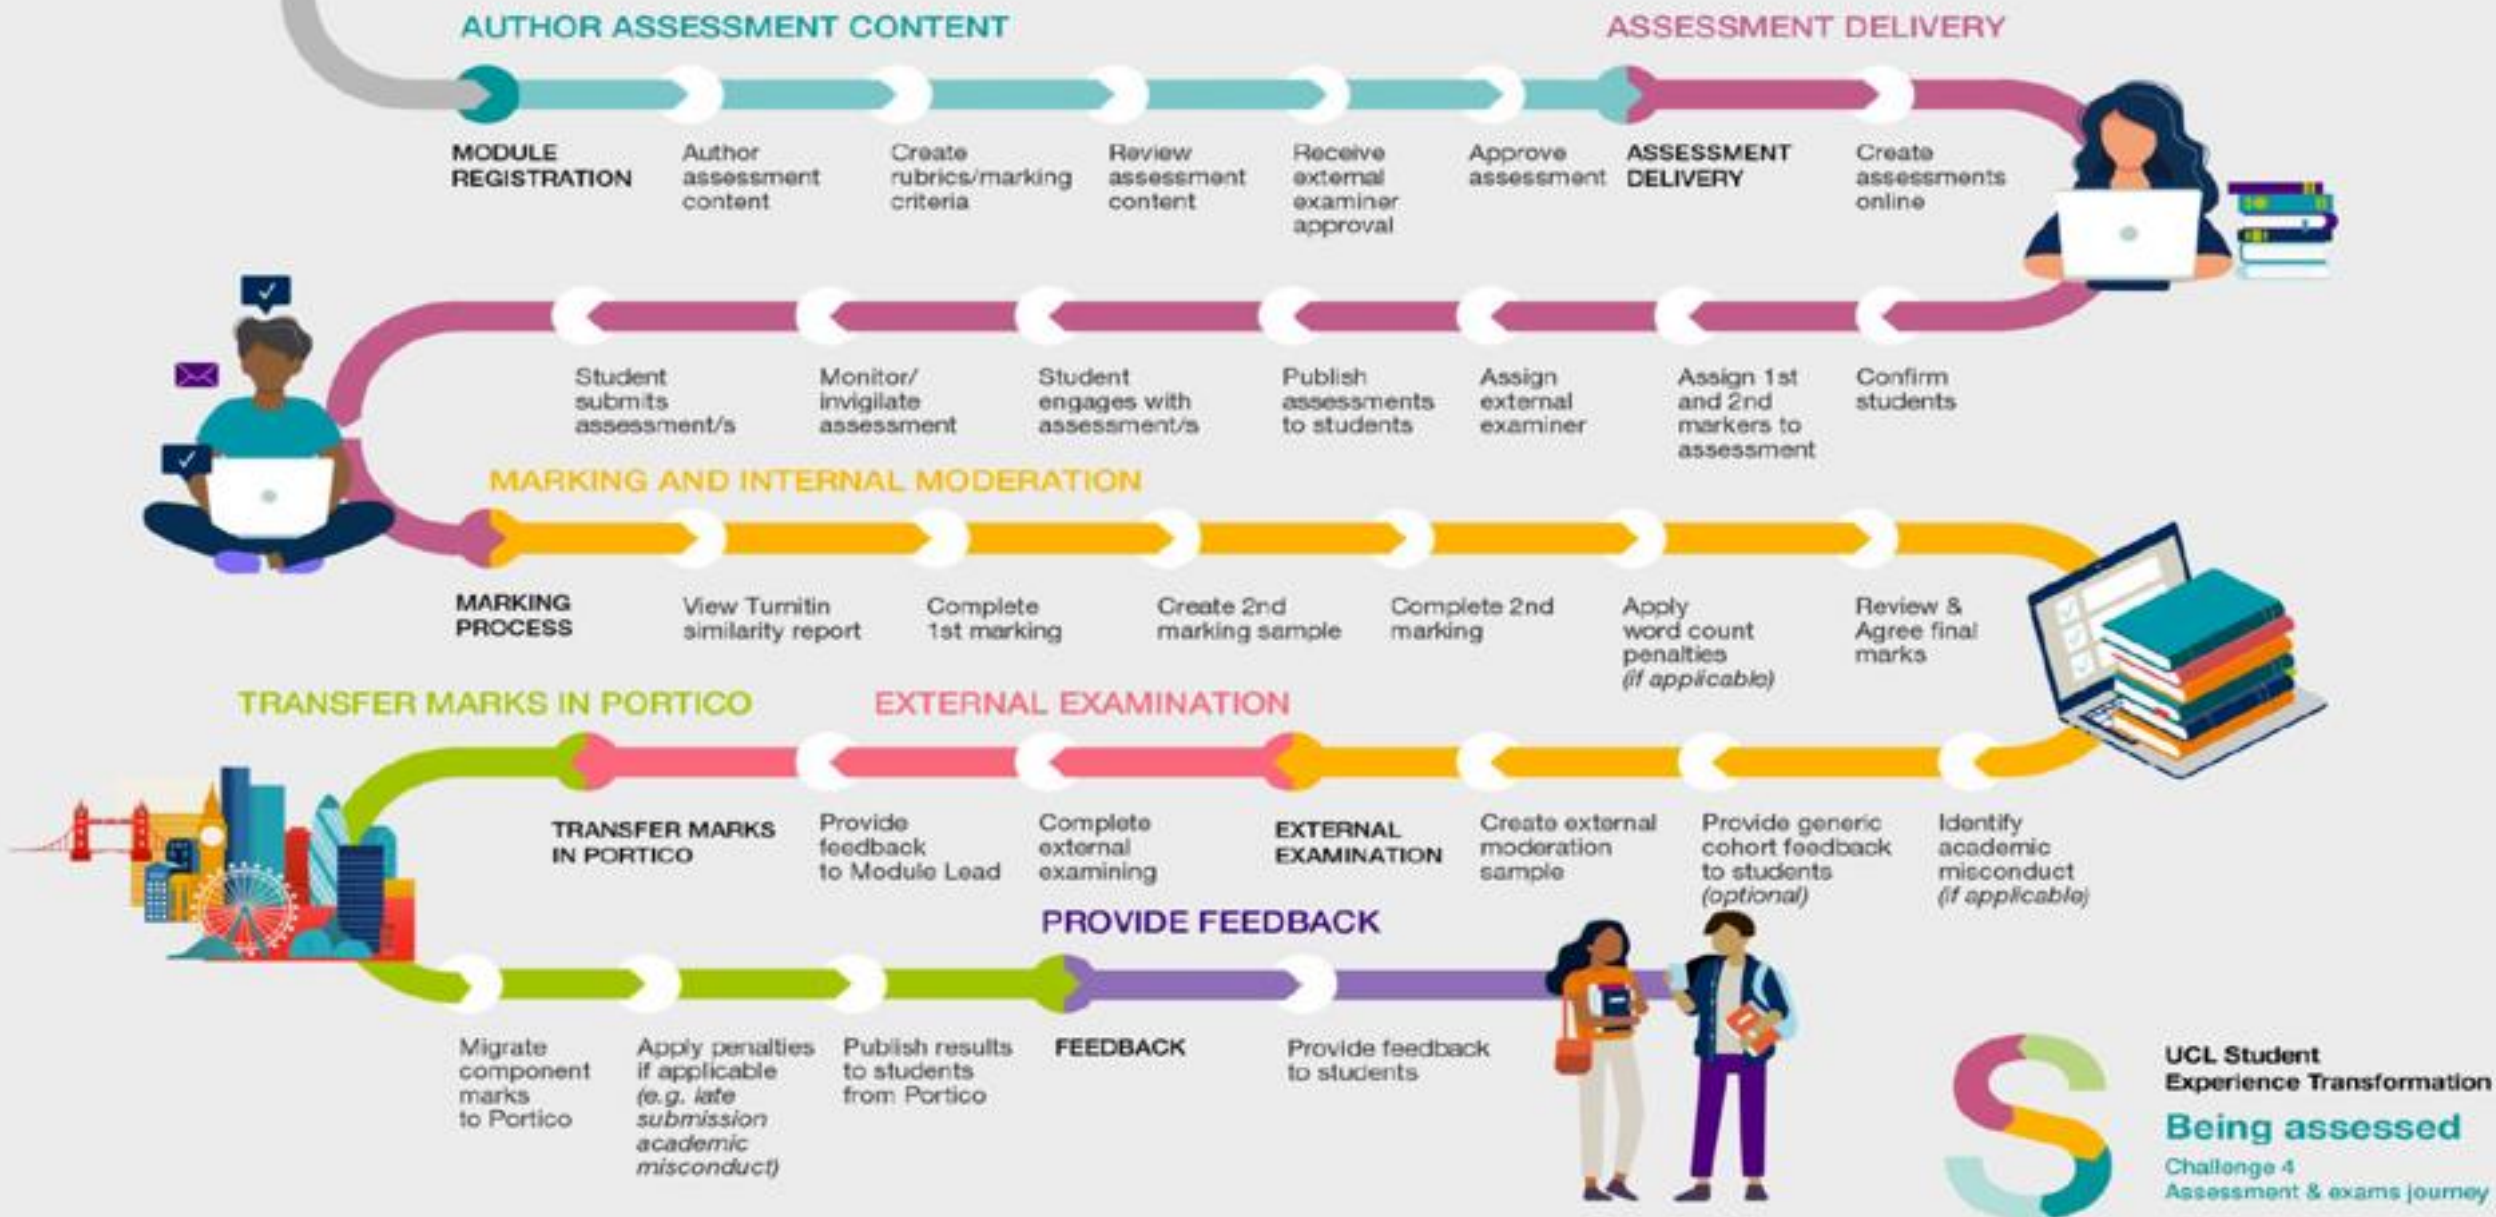 AUTHOR ASSESSMENT CONTENT
ASSESSMENT DELIVERY
MODULE
REGISTRATION
Author
assessment
content
Create
rubrics/marking
criteria
Review
assessment
content
Receive
external
examiner
approval
Approve
assessment
ASSESSMENT
DELIVERY
Create
assessments
online
Confirm
students
Assign 1st
and 2nd
markers to
assessment
Assign
external
examiner
Publish
assessments
to students
Student
engages with
assessment/s
Monitor/
invigilate
assessment
Student
submits
assessment/s
MARKING AND INTERNAL MODERATION
MARKING
PROCESS
View Turnitin
similarity report
Complete
1st marking
Create 2nd
marking sample
Complete 2nd
marking
Apply
word count
penalties
(if applicable)
Review &
Agree final
marks
Identify
academic
misconduct
(if applicable)
Provide generic
cohort feedback
to students
(optional)
Create external
moderation
sample
EXTERNAL EXAMINATION
EXTERNAL
EXAMINATION
Complete
external
examining
Provide
feedback
to Module Lead
TRANSFER MARKS IN PORTICO
TRANSFER MARKS
IN PORTICO
Migrate
component
marks
to Portico
Apply penalties
if applicable
(e.g. late
submission
academic
misconduct)
Publish results
to students
from Portico
PROVIDE FEEDBACK
FEEDBACK
Provide feedback
to students
UCL Student
Experience Transformation
Being assessed
Challenge 4
Assessment & exams journey